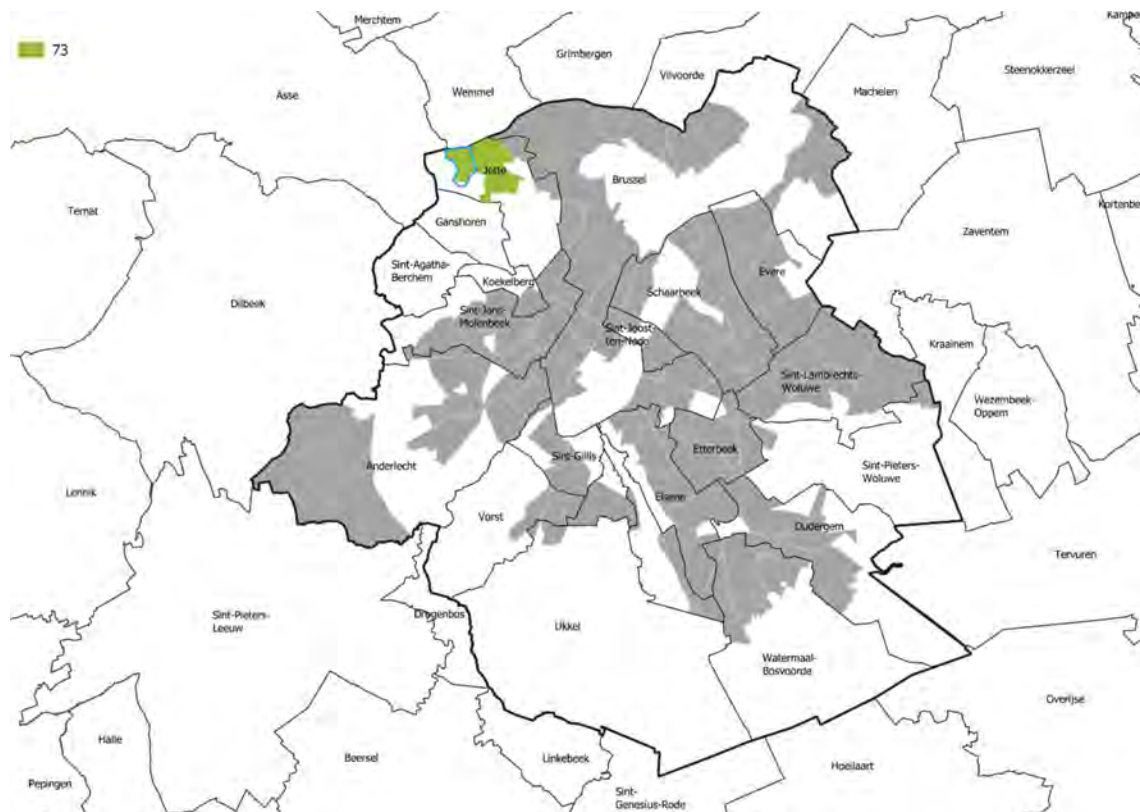 Merchtem
Kampe
73
Grimbergen
Steenokkerzeel
Vilvoorde
Wemmel
Machelen
Asse
Jette
Brussel
Ternat
Kortenbe
Ganshoren
Zaventem
Sint-Agatha-
Berchem
Evere
Koekelberg
Schaarbeek
Dilbeek
Sint-Jans-
Molenbeek
Sint-Joost-
ten-Node
Kraainem
Sint-Lambrechts-
Woluwe
Wezembeek-
Oppem
Etterbeek
Sint-Gillis
Anderlecht
Sint-Pieters-
Woluwe
Lennik
Elsene
Vorst
Oudergem
Tervuren
Sint-Pieters-
Leeuw
Drogenbos
Ukkel
Watermaal-
Bosvoorde
Overijse
Halle
Beersel
Linkebeek
Hoeilaart
Pepingen
Sint-
Genesius-Rode